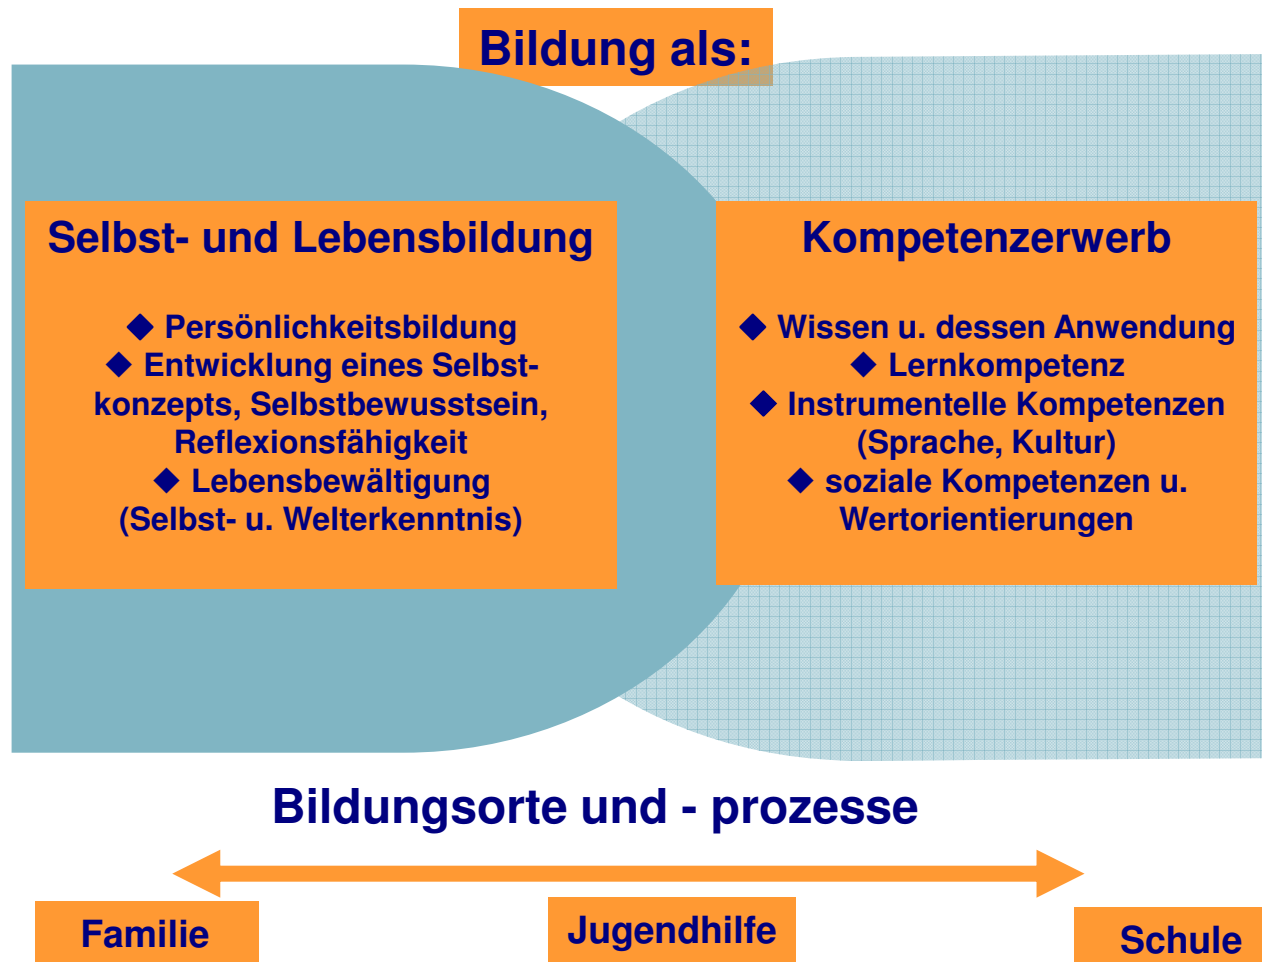 Bildung als:
Selbst- und Lebensbildung
◆ Persönlichkeitsbildung
◆ Entwicklung eines Selbst-
konzepts, Selbstbewusstsein,
Reflexionsfähigkeit
◆ Lebensbewältigung
(Selbst- u. Welterkenntnis)
Kompetenzerwerb
◆ Wissen u. dessen Anwendung
◆ Lernkompetenz
◆ Instrumentelle Kompetenzen
(Sprache, Kultur)
◆ soziale Kompetenzen u.
Wertorientierungen
Bildungsorte und - prozesse
Familie
Jugendhilfe
Schule